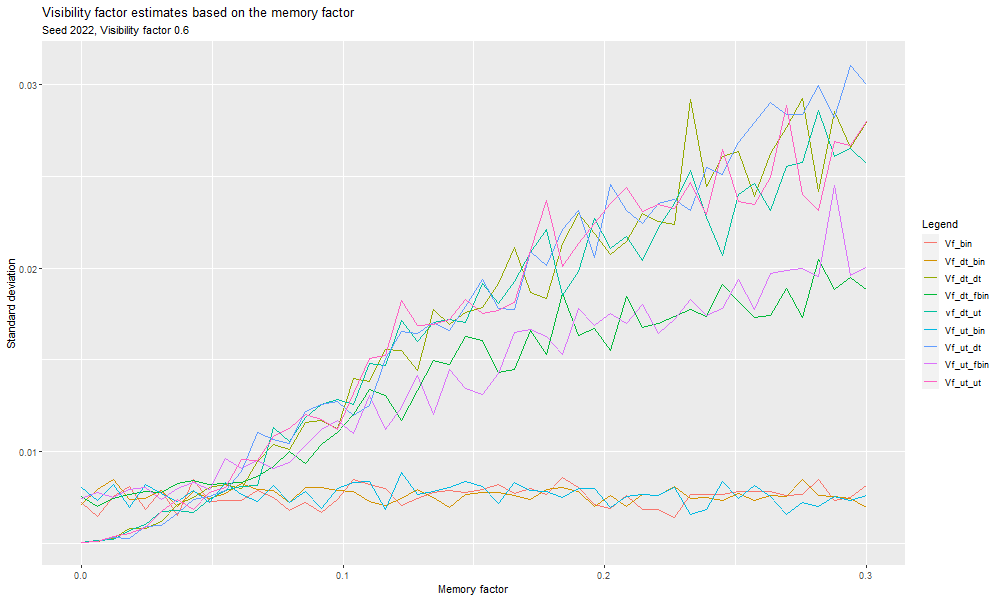 Visibility factor estimates based on the memory factor
Seed 2022, Visibility factor 0.6
Standard deviation
0.03
0.02
0.01
0.0
0.1
0.2
0.3
Memory factor
Legend
Vf_bin
Vf_dt_bin
Vf_dt_dt
Vf_dt_fbin
Vf_dt_ut
Vf_ut_bin
Vf_ut_dt
Vf_ut_fbin
Vf_ut_ut